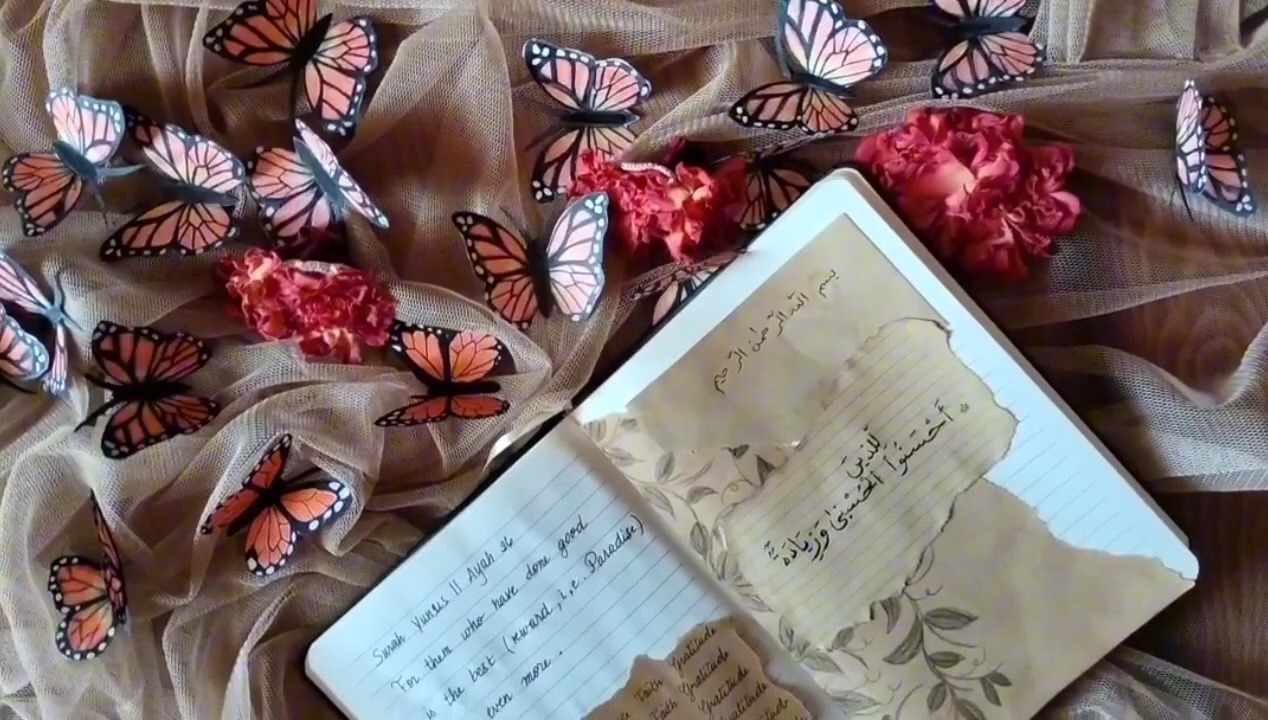 Surah Yunus || Ayah 26
For them who have done good
is the best (reward, i,e. Paradise)
even more.
Gratitude
Faith Gratitude
Faith Gratitude
Gratitude
بسم الله الرحمن الرحيم
لِلَّذِينَ
أَحْسَنُوا الْحُسْنَىٰ وَزِيَادَةٌ